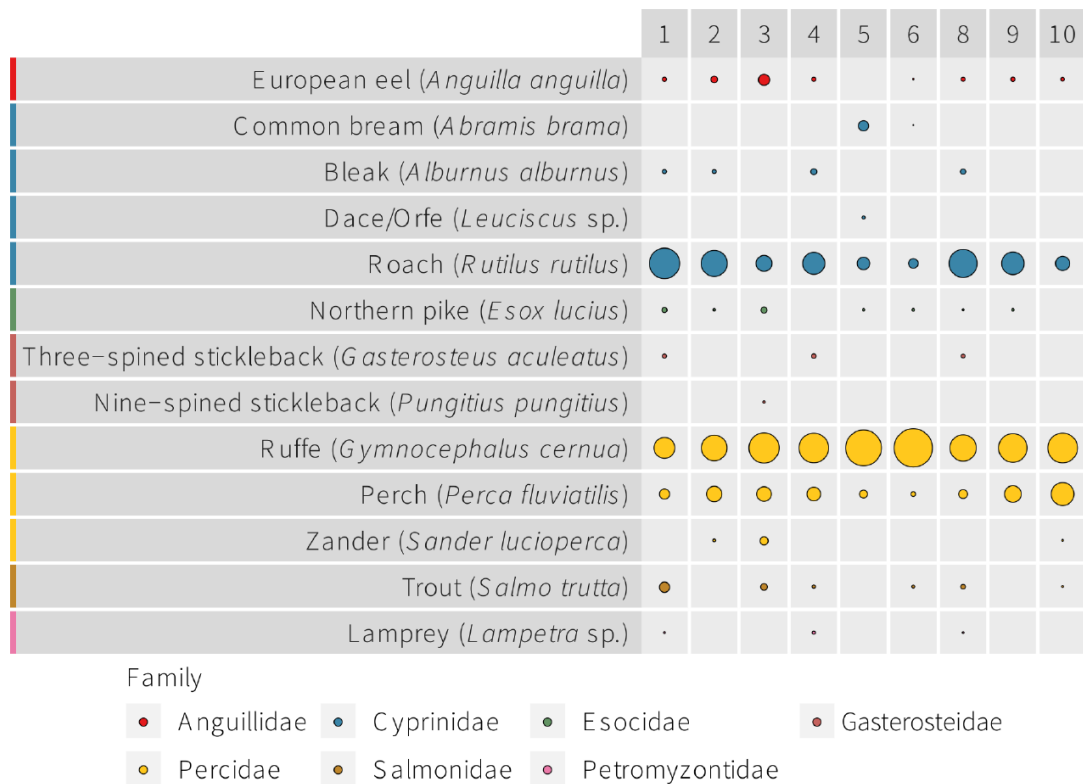 1 2 3 4 5 6 8 9 10
European eel (Anguilla anguilla)
Common bream (Abramis brama)
Bleak (Alburnus alburnus)
Dace/Orfe (Leuciscus sp.)
Roach (Rutilus rutilus)
Northern pike (Esox lucius)
Three−spined stickleback (Gasterosteus aculeatus)
Nine−spined stickleback (Pungitius pungitius)
Ruffe (Gymnocephalus cernua)
Perch (Perca fluviatilis)
Zander (Sander lucioperca)
Trout (Salmo trutta)
Lamprey (Lampetra sp.)
Family
Anguillidae Cyprinidae Esocidae Gasterosteidae
Percidae Salmonidae Petromyzontidae